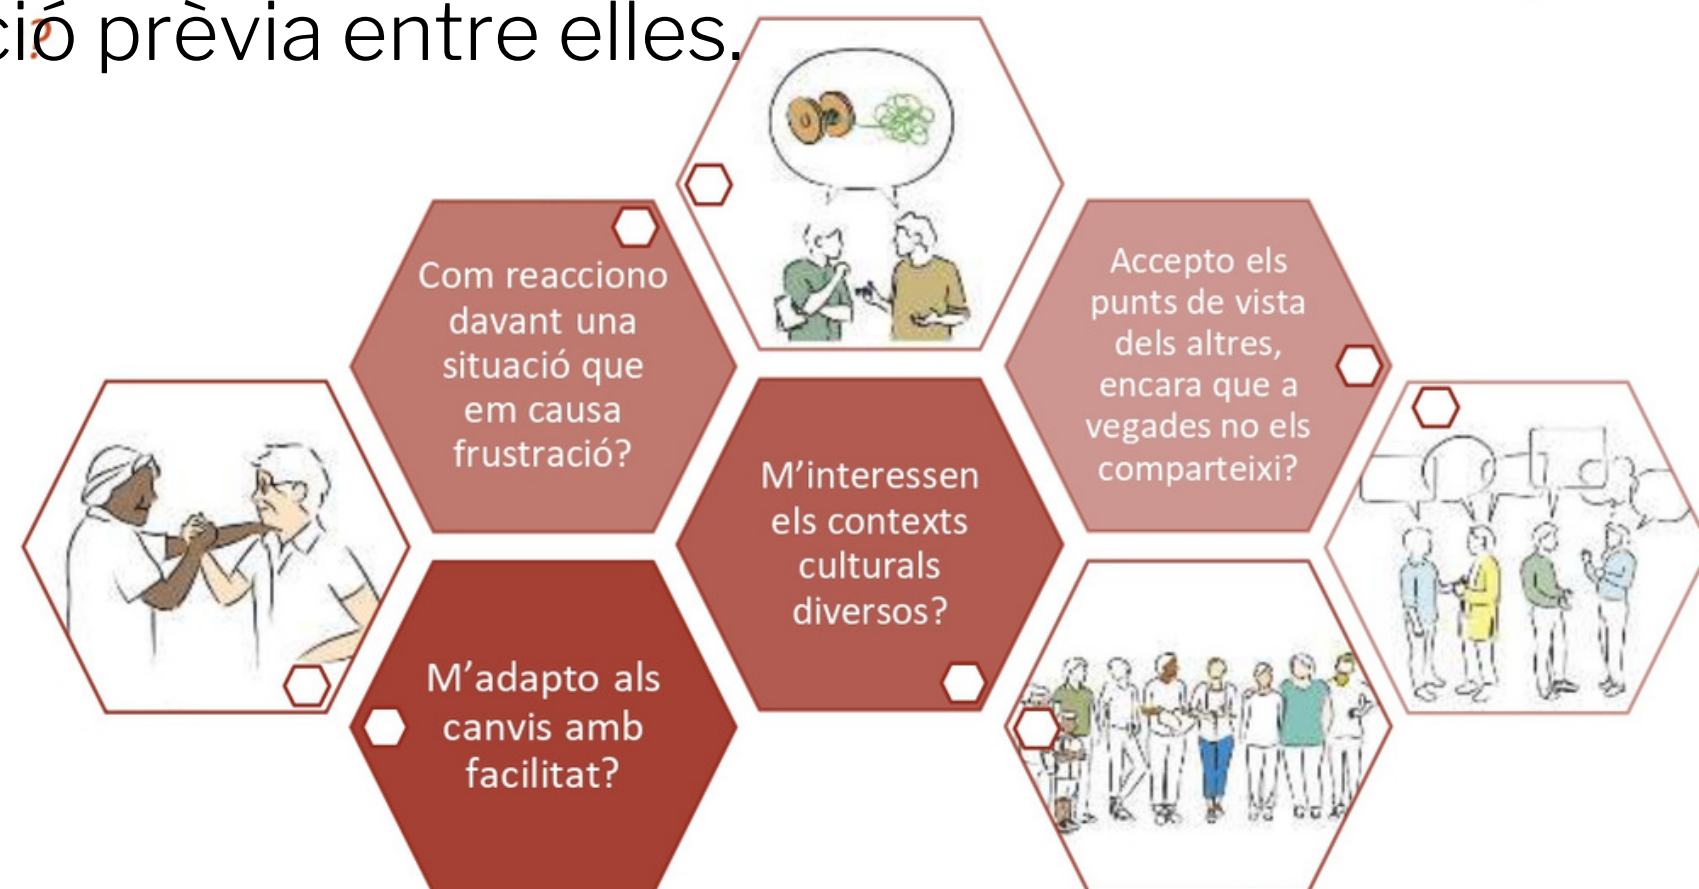 ció prèvia entre elles.
?
Com reacciono
davant una
situació que
em causa
frustració?
Accepto els
punts de vista
dels altres,
encara que a
vegades no els
comparteixi?
M’interessen
els contexts
culturals
diversos?
M’adapto als
canvis amb
facilitat?